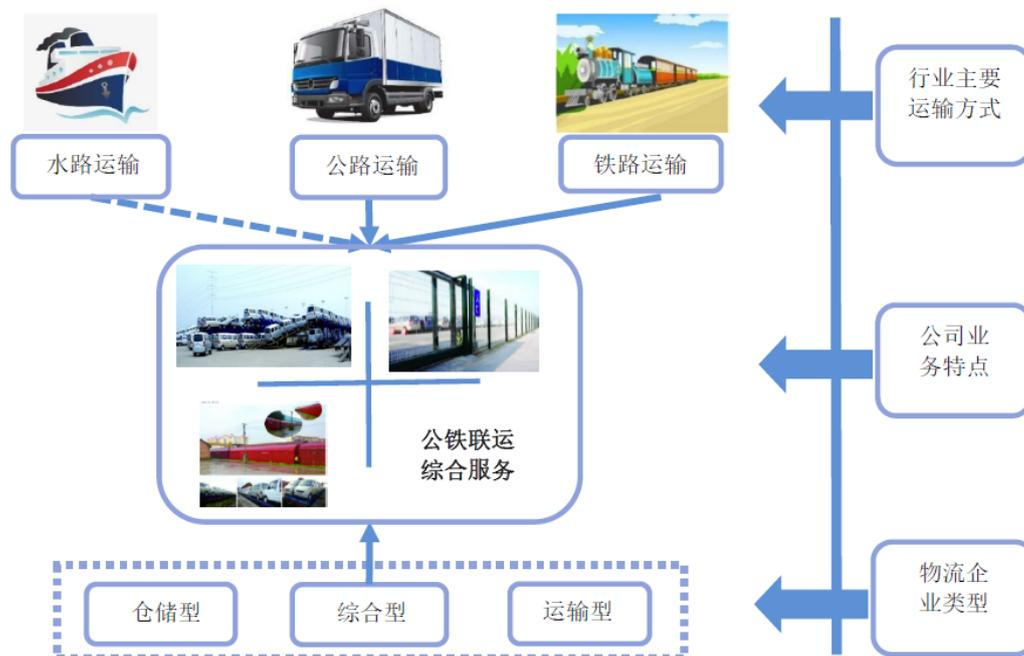 水路运输
公路运输
铁路运输
行业主要
运输方式
公铁联运
综合服务
公司业
务特点
仓储型
综合型
运输型
物流企
业类型